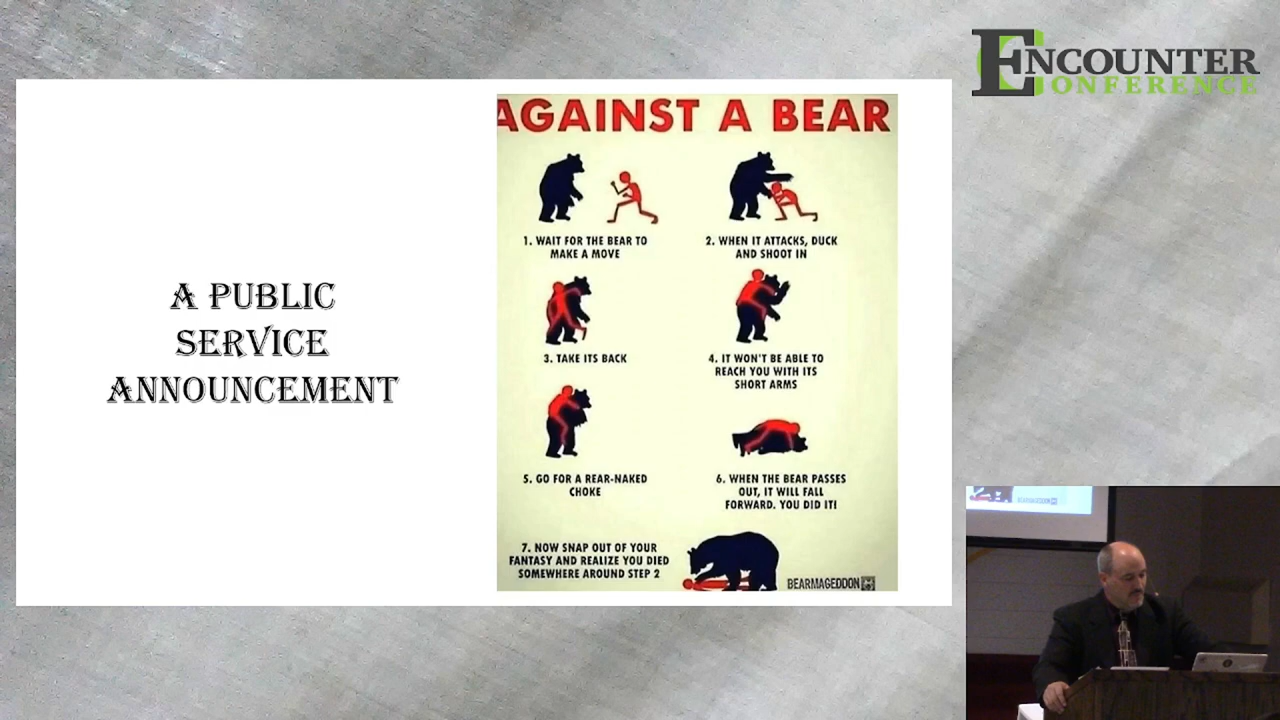 ENCOUNTER
CONFERENCE
A PUBLIC
SERVICE
ANNOUNCEMENT
AGAINST A BEAR
1. WAIT FOR THE BEAR TO
MAKE A MOVE
2. WHEN IT ATTACKS, DUCK
AND SHOOT IN
3. TAKE ITS BACK
4. IT WON'T BE ABLE TO
REACH YOU WITH ITS
SHORT ARMS
5. GO FOR A REAR-NAKED
CHOKE
6. WHEN THE BEAR PASSES
OUT, IT WILL FALL
FORWARD. YOU DID IT!
7. NOW SNAP OUT OF YOUR
FANTASY AND REALIZE YOU DIED
SOMEWHERE AROUND STEP 2
BEARMAGEDDON
BEARMAGEDDON